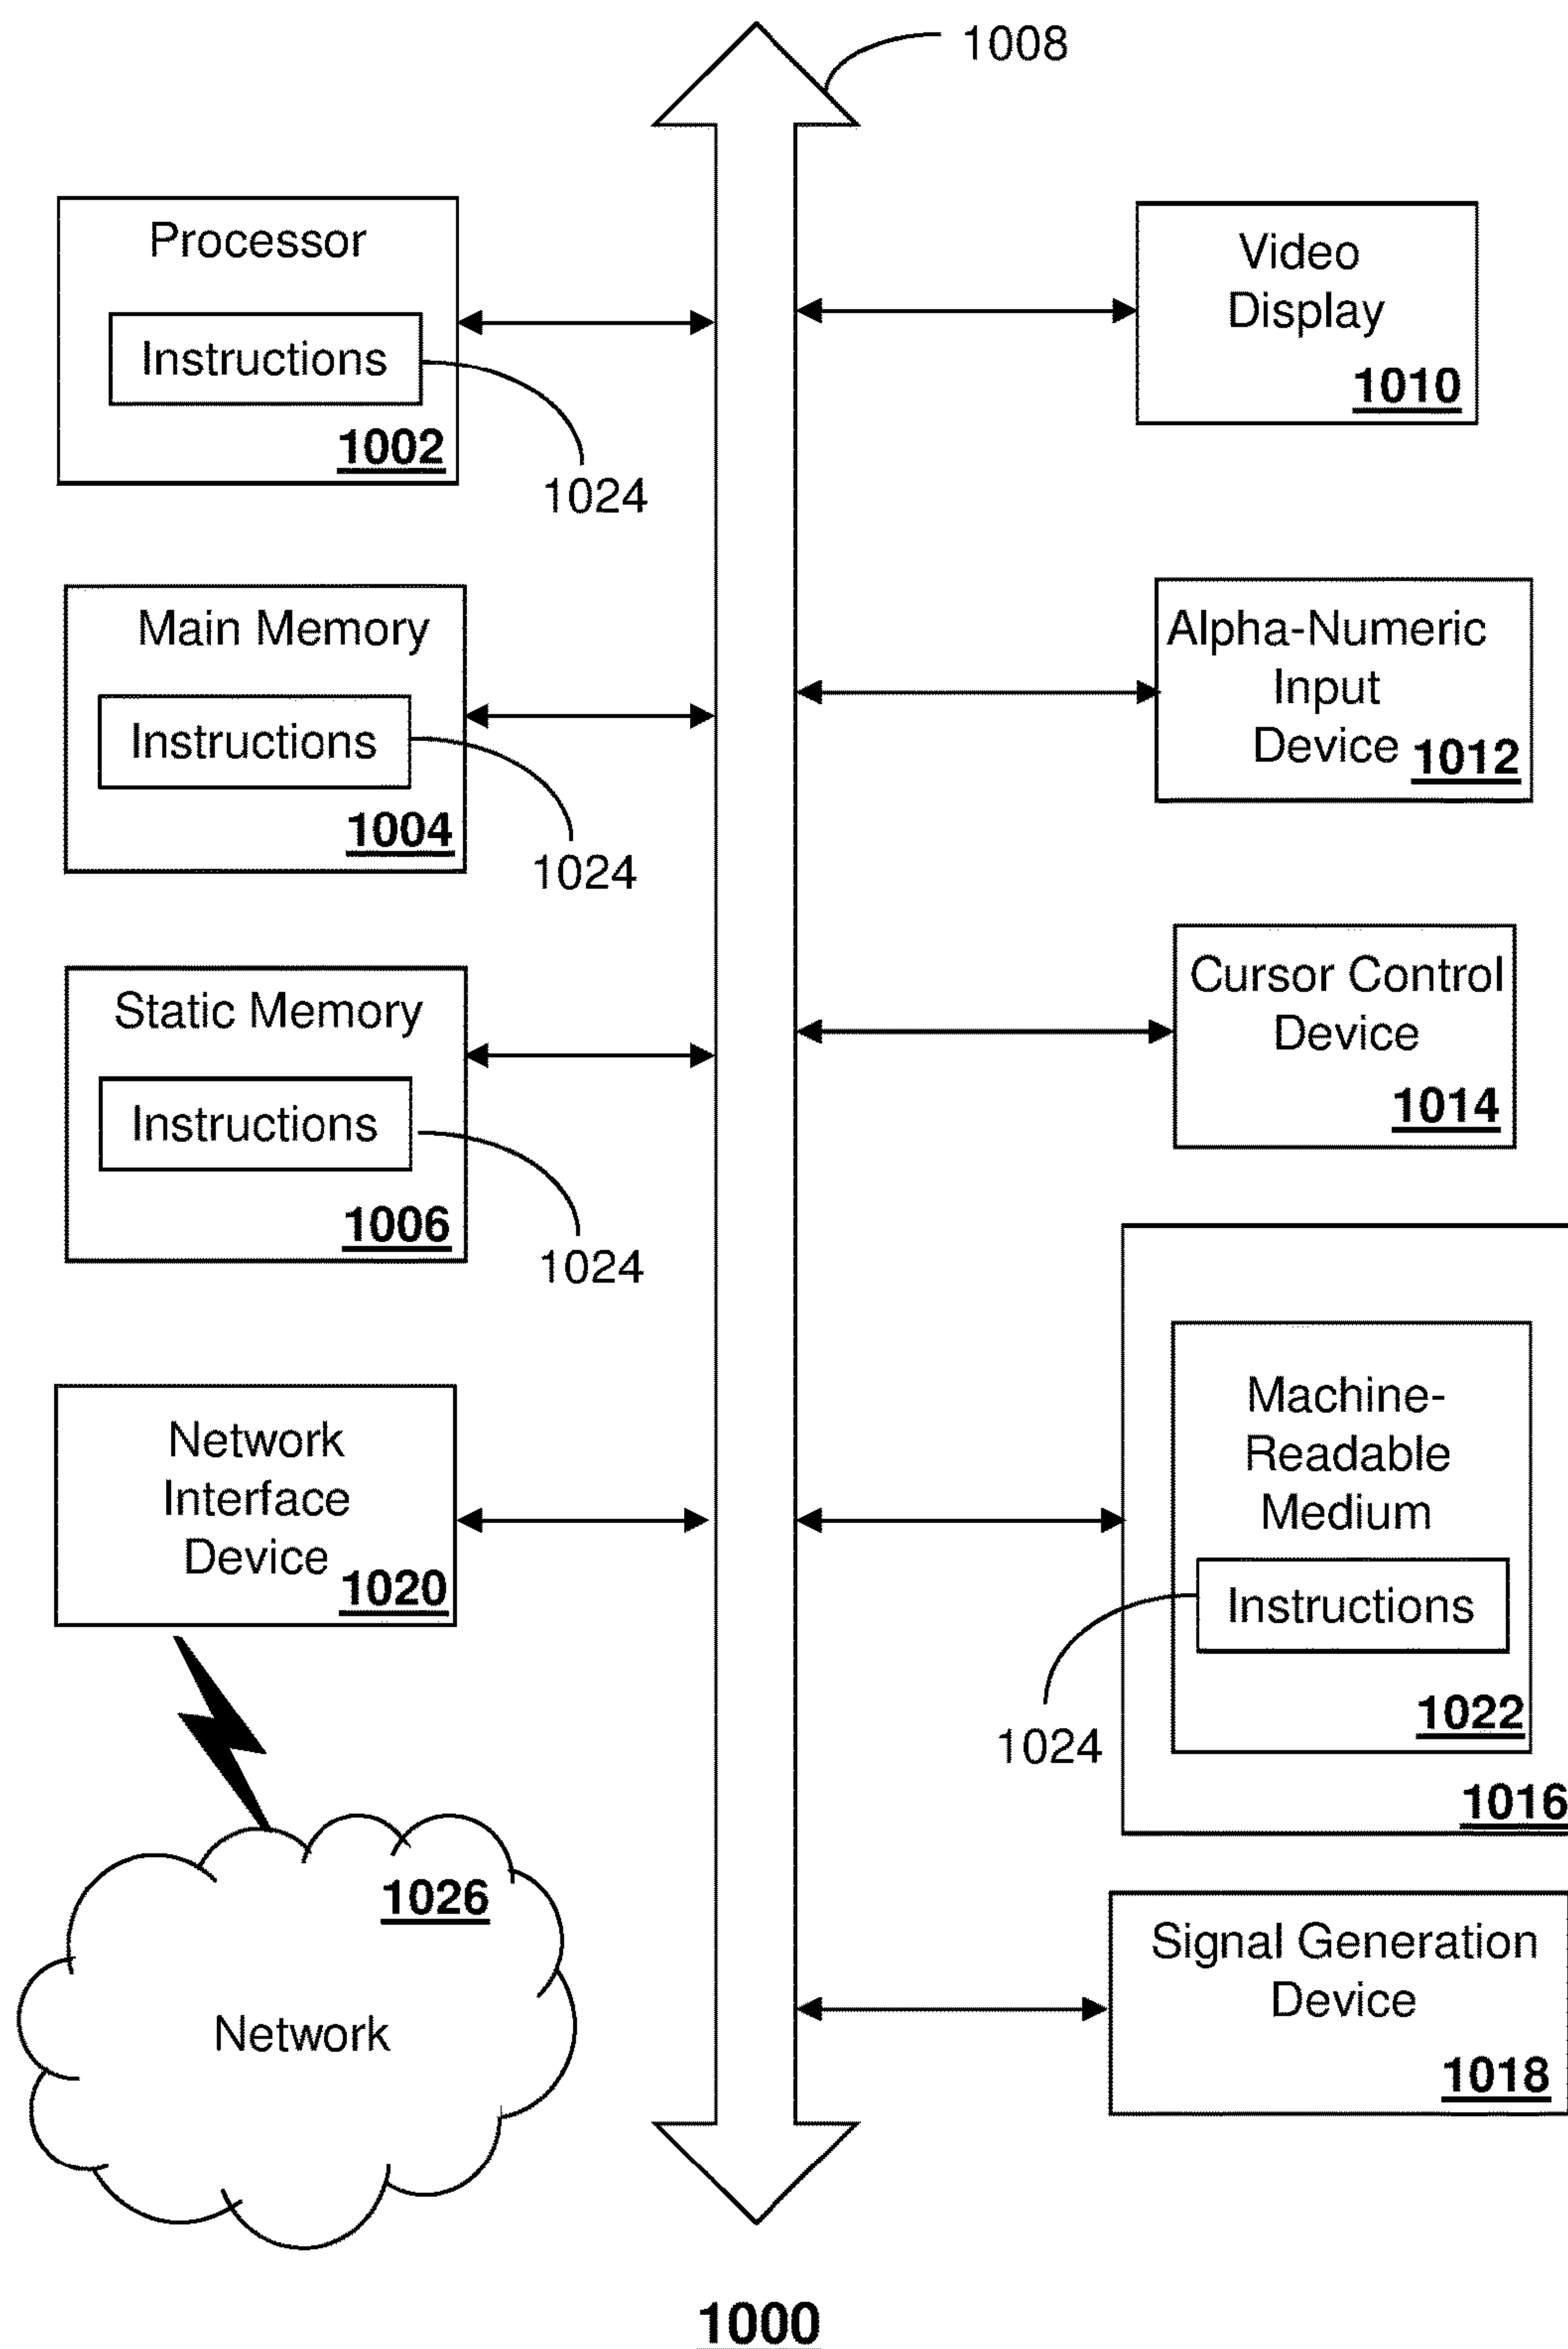 1008
Processor
Instructions
1002
1024
Main Memory
Instructions
1004
1024
Static Memory
Instructions
1006
1024
Network
Interface
Device
1020
1026
Network
Video
Display
1010
Alpha-Numeric
Input
Device 1012
Cursor Control
Device
1014
Machine-
Readable
Medium
Instructions
1022
1024
1016
Signal Generation
Device
1018
1000